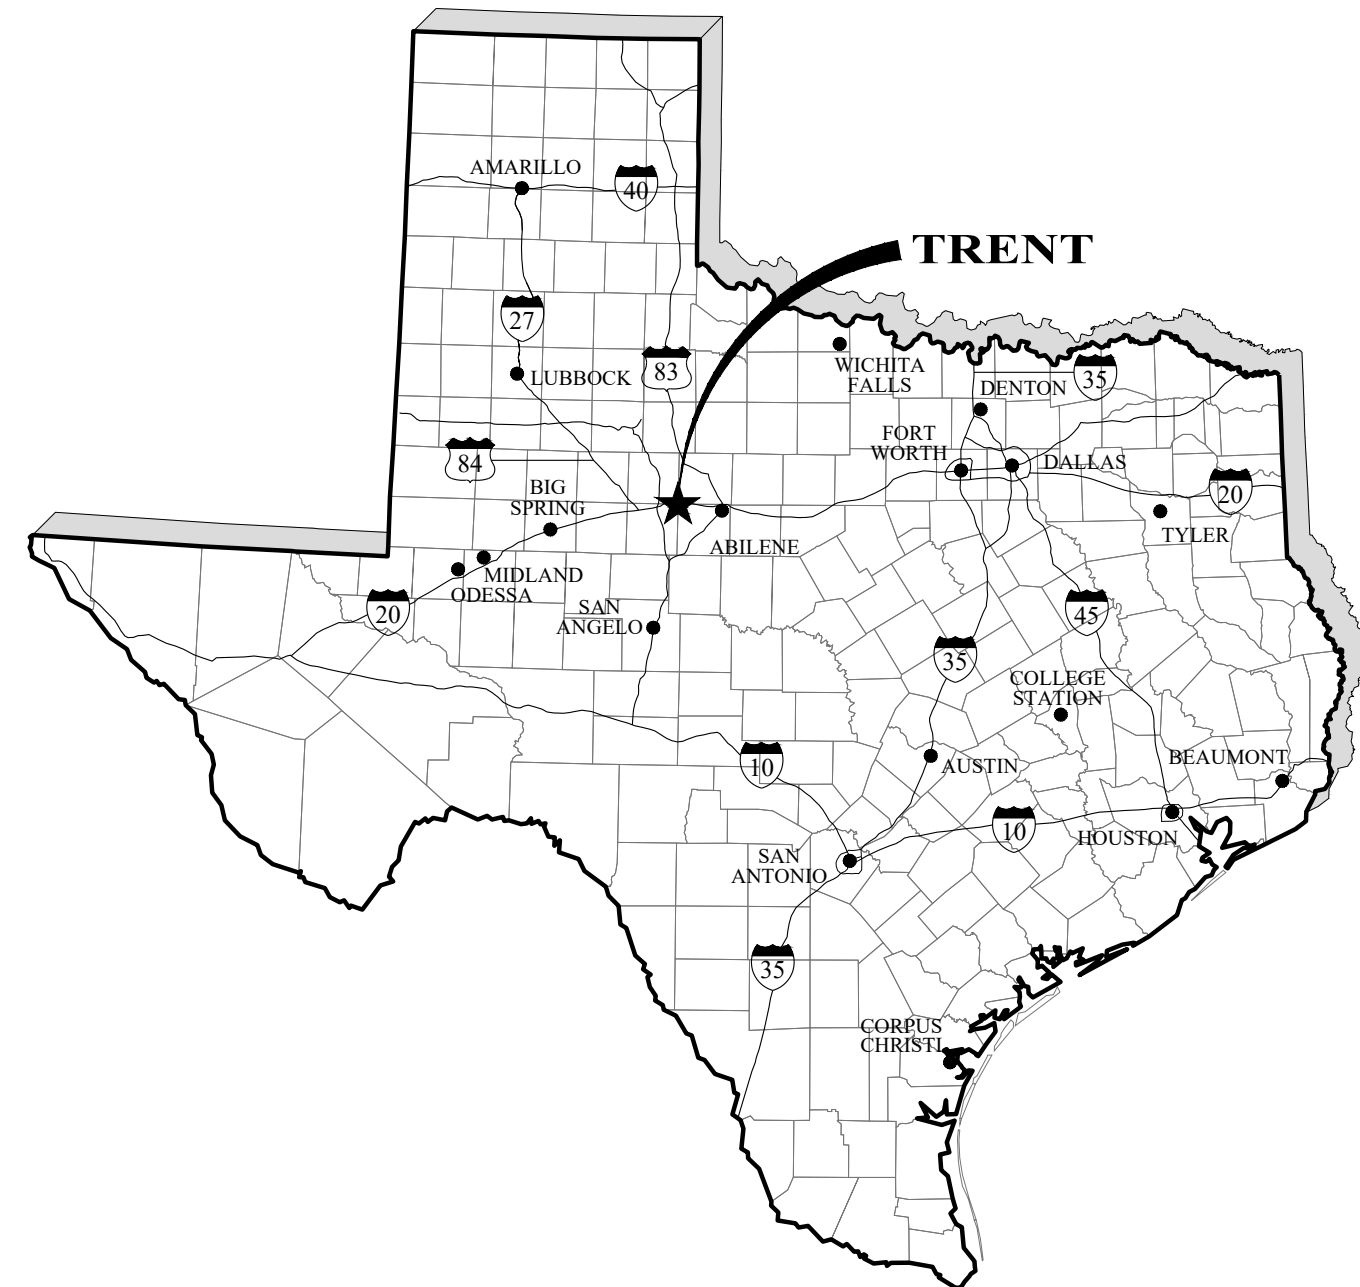 AMARILLO
40
TRENT
27
LUBBOCK
83
WICHITA
FALLS
35
DENTON
FORT
WORTH
DALLAS
84
20
BIG
SPRING
TYLER
ABILENE
MIDLAND
ODESSA
20
SAN
ANGELO
45
35
COLLEGE
STATION
10
AUSTIN
BEAUMONT
10
HOUSTON
SAN
ANTONIO
35
CORPUS
CHRISTI